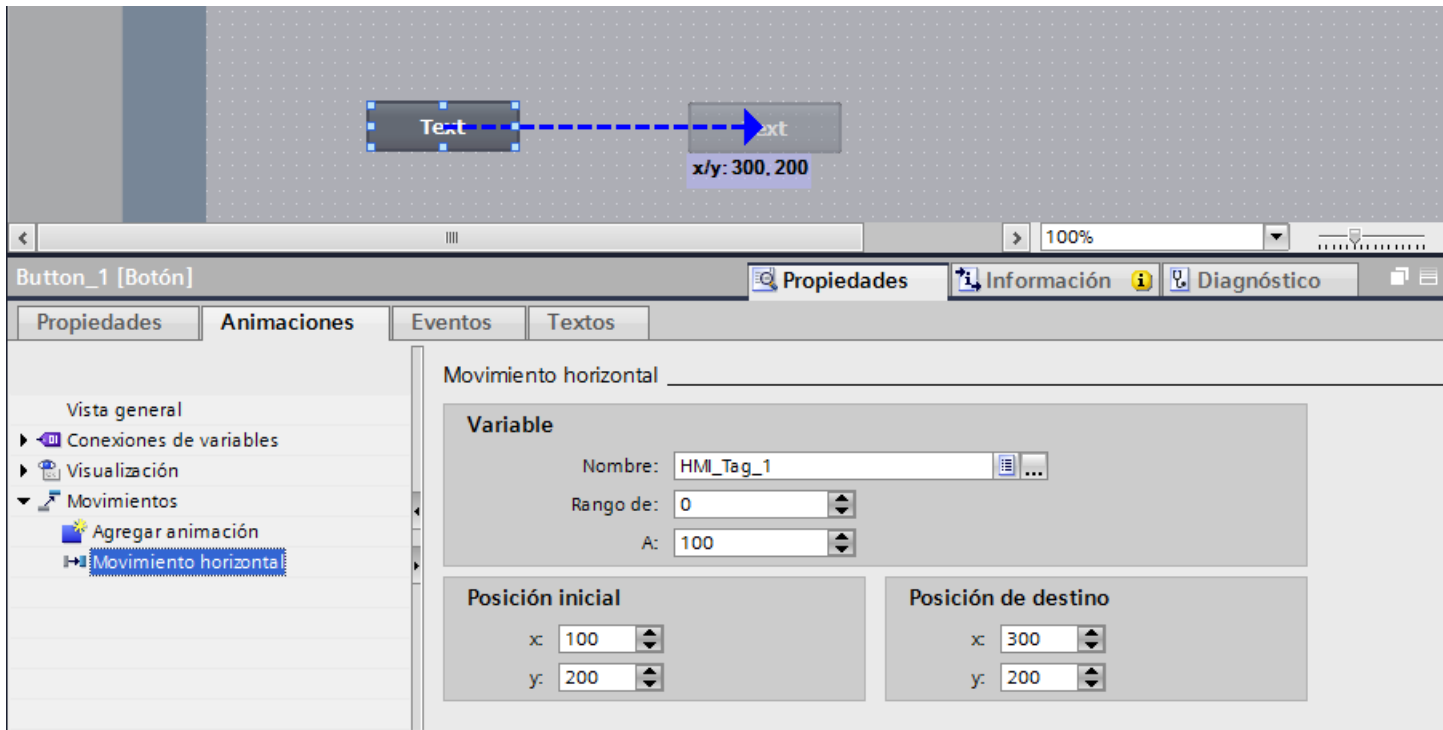 Text
Text
x/y: 300, 200
100%
Button_1 [Botón]
Propiedades
Información
Diagnóstico
Propiedades
Animaciones
Eventos
Textos
Movimiento horizontal
Vista general
Conexiones de variables
Visualización
Movimientos
Agregar animación
Movimiento horizontal
Variable
Nombre: HMI_Tag_1
Rango de: 0
A: 100
Posición inicial
x: 100
y: 200
Posición de destino
x: 300
y: 200